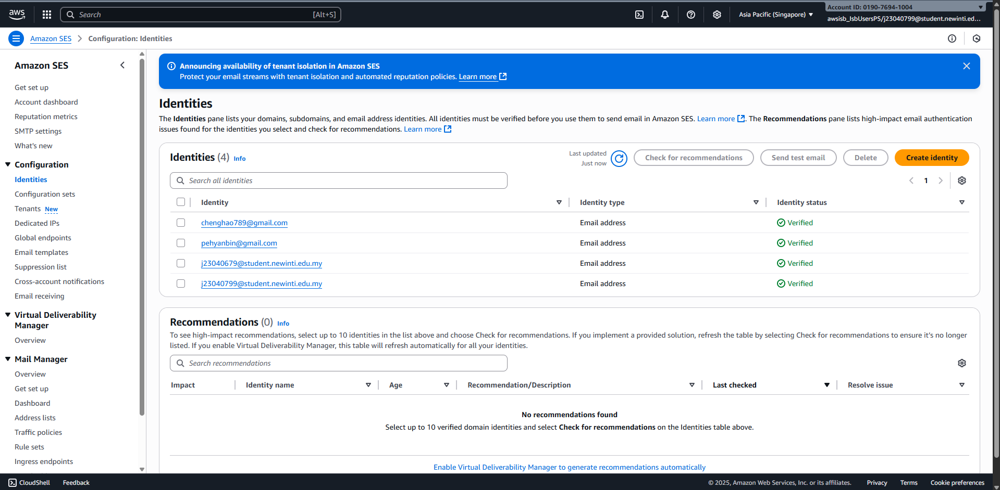 aws
Search
[Alt+S]
Asia Pacific (Singapore)
Account ID: 0190-7694-1004
awsisb_IsbUsersPS/j23040799@student.newinti.ed...
Amazon SES
Configuration: Identities
Amazon SES
Get set up
Account dashboard
Reputation metrics
SMTP settings
What's new
Configuration
Identities
Configuration sets
Tenants New
Dedicated IPs
Global endpoints
Email templates
Suppression list
Cross-account notifications
Email receiving
Virtual Deliverability
Manager
Overview
Mail Manager
Overview
Get set up
Dashboard
Address lists
Traffic policies
Rule sets
Ingress endpoints
Announcing availability of tenant isolation in Amazon SES
Protect your email streams with tenant isolation and automated reputation policies. Learn more
Identities
The Identities pane lists your domains, subdomains, and email address identities. All identities must be verified before you use them to send email in Amazon SES. Learn more . The Recommendations pane lists high-impact email authentication
issues found for the identities you select and check for recommendations. Learn more
Identities (4) Info
Last updated
Just now
Check for recommendations
Send test email
Delete
Create identity
Search all identities
1
Identity Identity type Identity status
chenghao789@gmail.com Email address Verified
pehyanbin@gmail.com Email address Verified
j23040679@student.newinti.edu.my Email address Verified
j23040799@student.newinti.edu.my Email address Verified
Recommendations (0) Info
To see high-impact recommendations, select up to 10 identities in the list above and choose Check for recommendations. If you implement a provided solution, refresh the table by selecting Check for recommendations to ensure it's no longer
listed. If you enable Virtual Deliverability Manager, this table will refresh automatically for all your identities.
Search recommendations
Impact Identity name Age Recommendation/Description Last checked Resolve issue
No recommendations found
Select up to 10 verified domain identities and select Check for recommendations on the Identities table above.
Enable Virtual Deliverability Manager to generate recommendations automatically
CloudShell
Feedback
© 2025, Amazon Web Services, Inc. or its affiliates.
Privacy
Terms
Cookie preferences